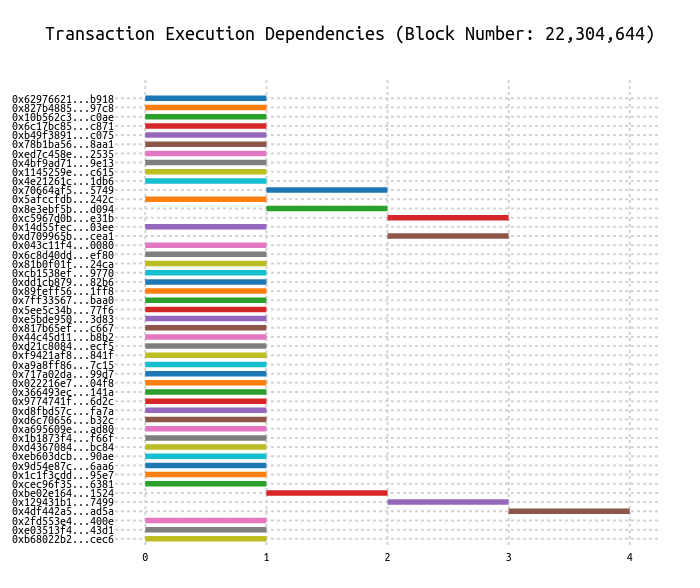 Transaction Execution Dependencies (Block Number: 22,304,644)
0x62976621...b918
0x827b4885...97c8
0x10b562c3...c0ae
0x6c17bc85...c871
0xb49f3891...c075
0x78b1ba56...8aa1
0xed7c458e...2535
0x4bf9ad71...9e13
0x1145259e...c615
0x4e21261c...1db6
0x70664af5...5749
0x5afccfdb...242c
0x8e3ebf5b...d094
0xc5967d0b...e31b
0x14d55fec...03ee
0xd709965b...cea1
0x043c11f4...0080
0x6c8d40dd...ef80
0x81b0f01f...24ca
0xcb1538ef...9770
0xdd1cb879...82b6
0x89feff56...1ff8
0x7ff33567...baa0
0x5ee5c34b...77f6
0xe5bde950...3d83
0x817b65ef...c667
0x44c45d11...b8b2
0xd21c8084...ecf5
0xf9421af8...841f
0xa9a8ff86...7c15
0x717a02da...99d7
0x022216e7...04f8
0x366493ec...141a
0x9774741f...6d2c
0xd8fbd57c...fa7a
0xd6c70656...b32c
0xa695609e...ad80
0x1b1873f4...f66f
0xd4367084...bc84
0xeb603dcb...90ae
0x9d54e87c...6aa6
0x1c1f3cdd...95e7
0xcec96f35...6381
0xbe02e164...1524
0x129431b1...7499
0x4df442a5...ad5a
0x2fd553e4...400e
0xe03513f4...43d1
0xb68022b2...cec6
0 1 2 3 4